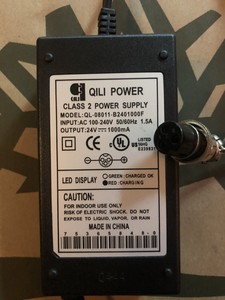 QILI POWER
CLASS 2 POWER SUPPLY
MODEL:QL-08011-B2401000F
INPUT:AC 100-240V 50/60Hz 1.5A
OUTPUT:24V 1000mA
LISTED
LED DISPLAY
GREEN:CHARGED OK
RED:CHARGING
CAUTION:
FOR INDOOR USE ONLY
RISK OF ELECTRIC SHOCK. DO NOT
EXPOSE TO LIQUID, VAPOR, OR RAIN
MADE IN CHINA